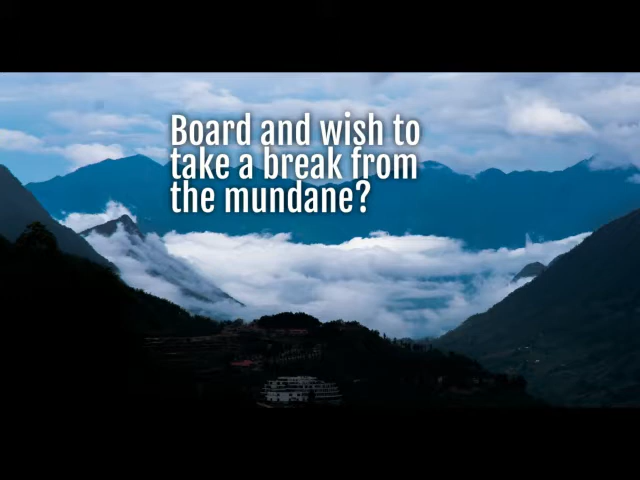 Board and wish to
take a break from
the mundane?